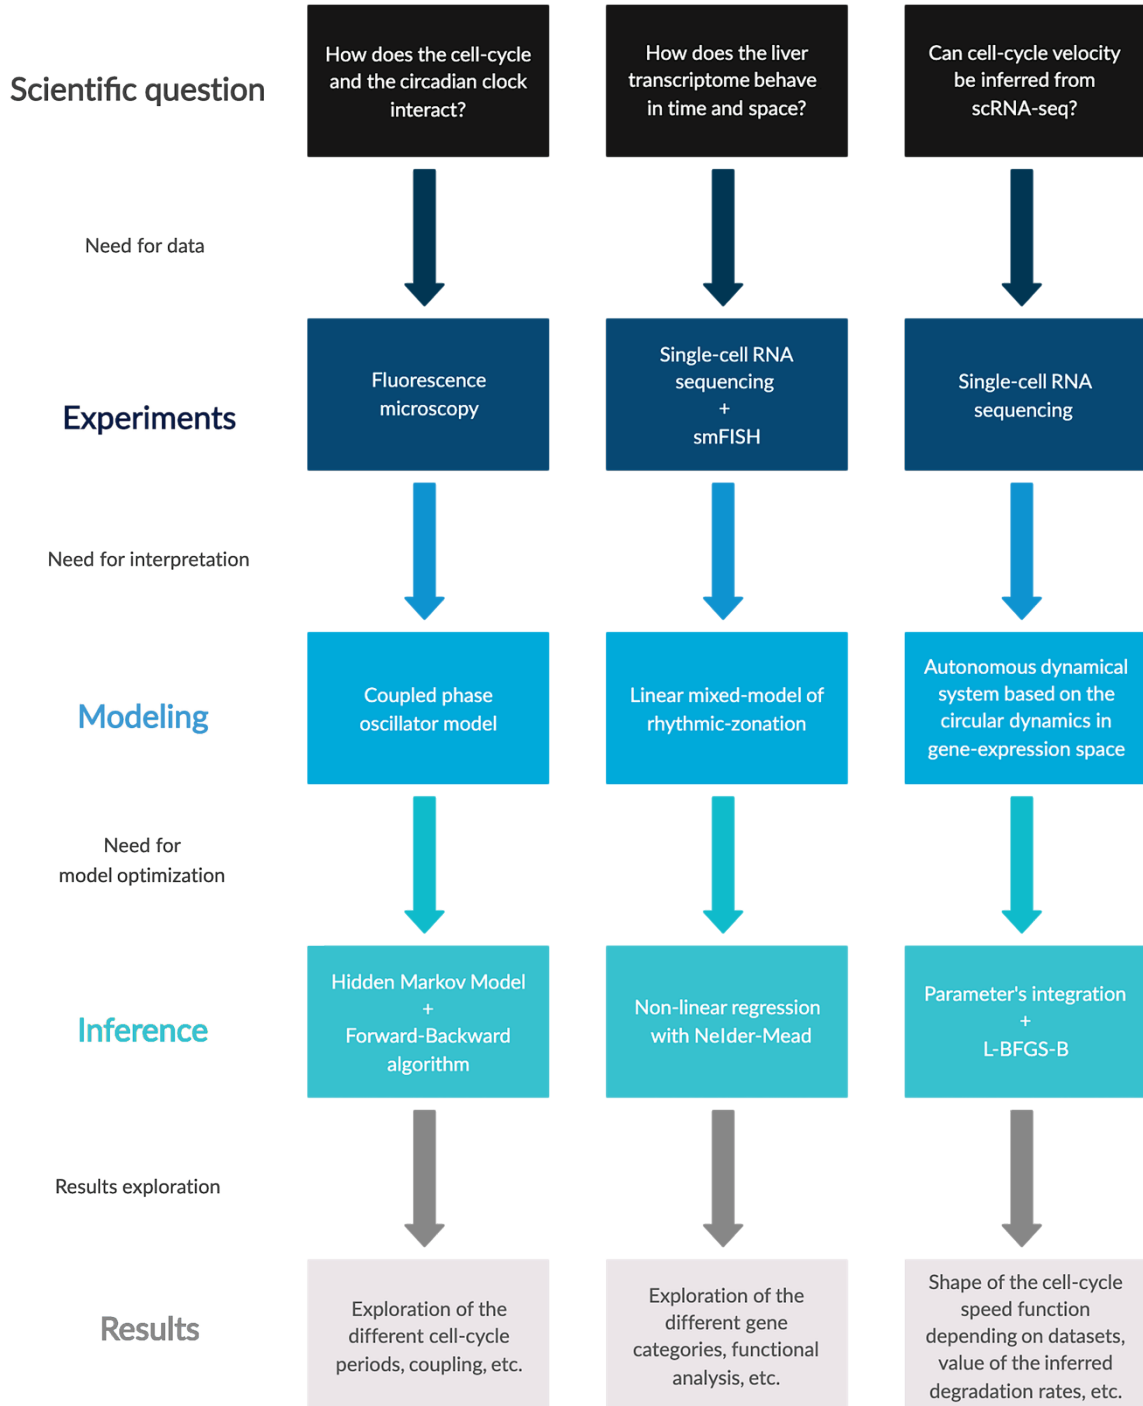 Scientific question
How does the cell-cycle
and the circadian clock
interact?
How does the liver
transcriptome behave
in time and space?
Can cell-cycle velocity
be inferred from
scRNA-seq?
Need for data
Experiments
Fluorescence
microscopy
Single-cell RNA
sequencing
+
smFISH
Single-cell RNA
sequencing
Need for interpretation
Modeling
Coupled phase
oscillator model
Linear mixed-model of
rhythmic-zonation
Autonomous dynamical
system based on the
circular dynamics in
gene-expression space
Need for
model optimization
Inference
Hidden Markov Model
+
Forward-Backward
algorithm
Non-linear regression
with Nelder-Mead
Parameter's integration
+
L-BFGS-B
Results exploration
Results
Exploration of the
different cell-cycle
periods, coupling, etc.
Exploration of the
different gene
categories, functional
analysis, etc.
Shape of the cell-cycle
speed function
depending on datasets,
value of the inferred
degradation rates, etc.